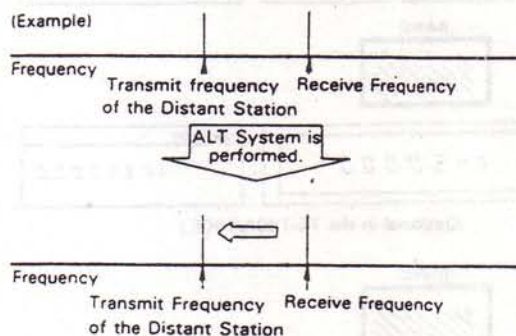 (Example)
Frequency
Transmit frequency Receive Frequency
of the Distant Station
ALT System is
performed.
Frequency
Transmit Frequency Receive Frequency
of the Distant Station